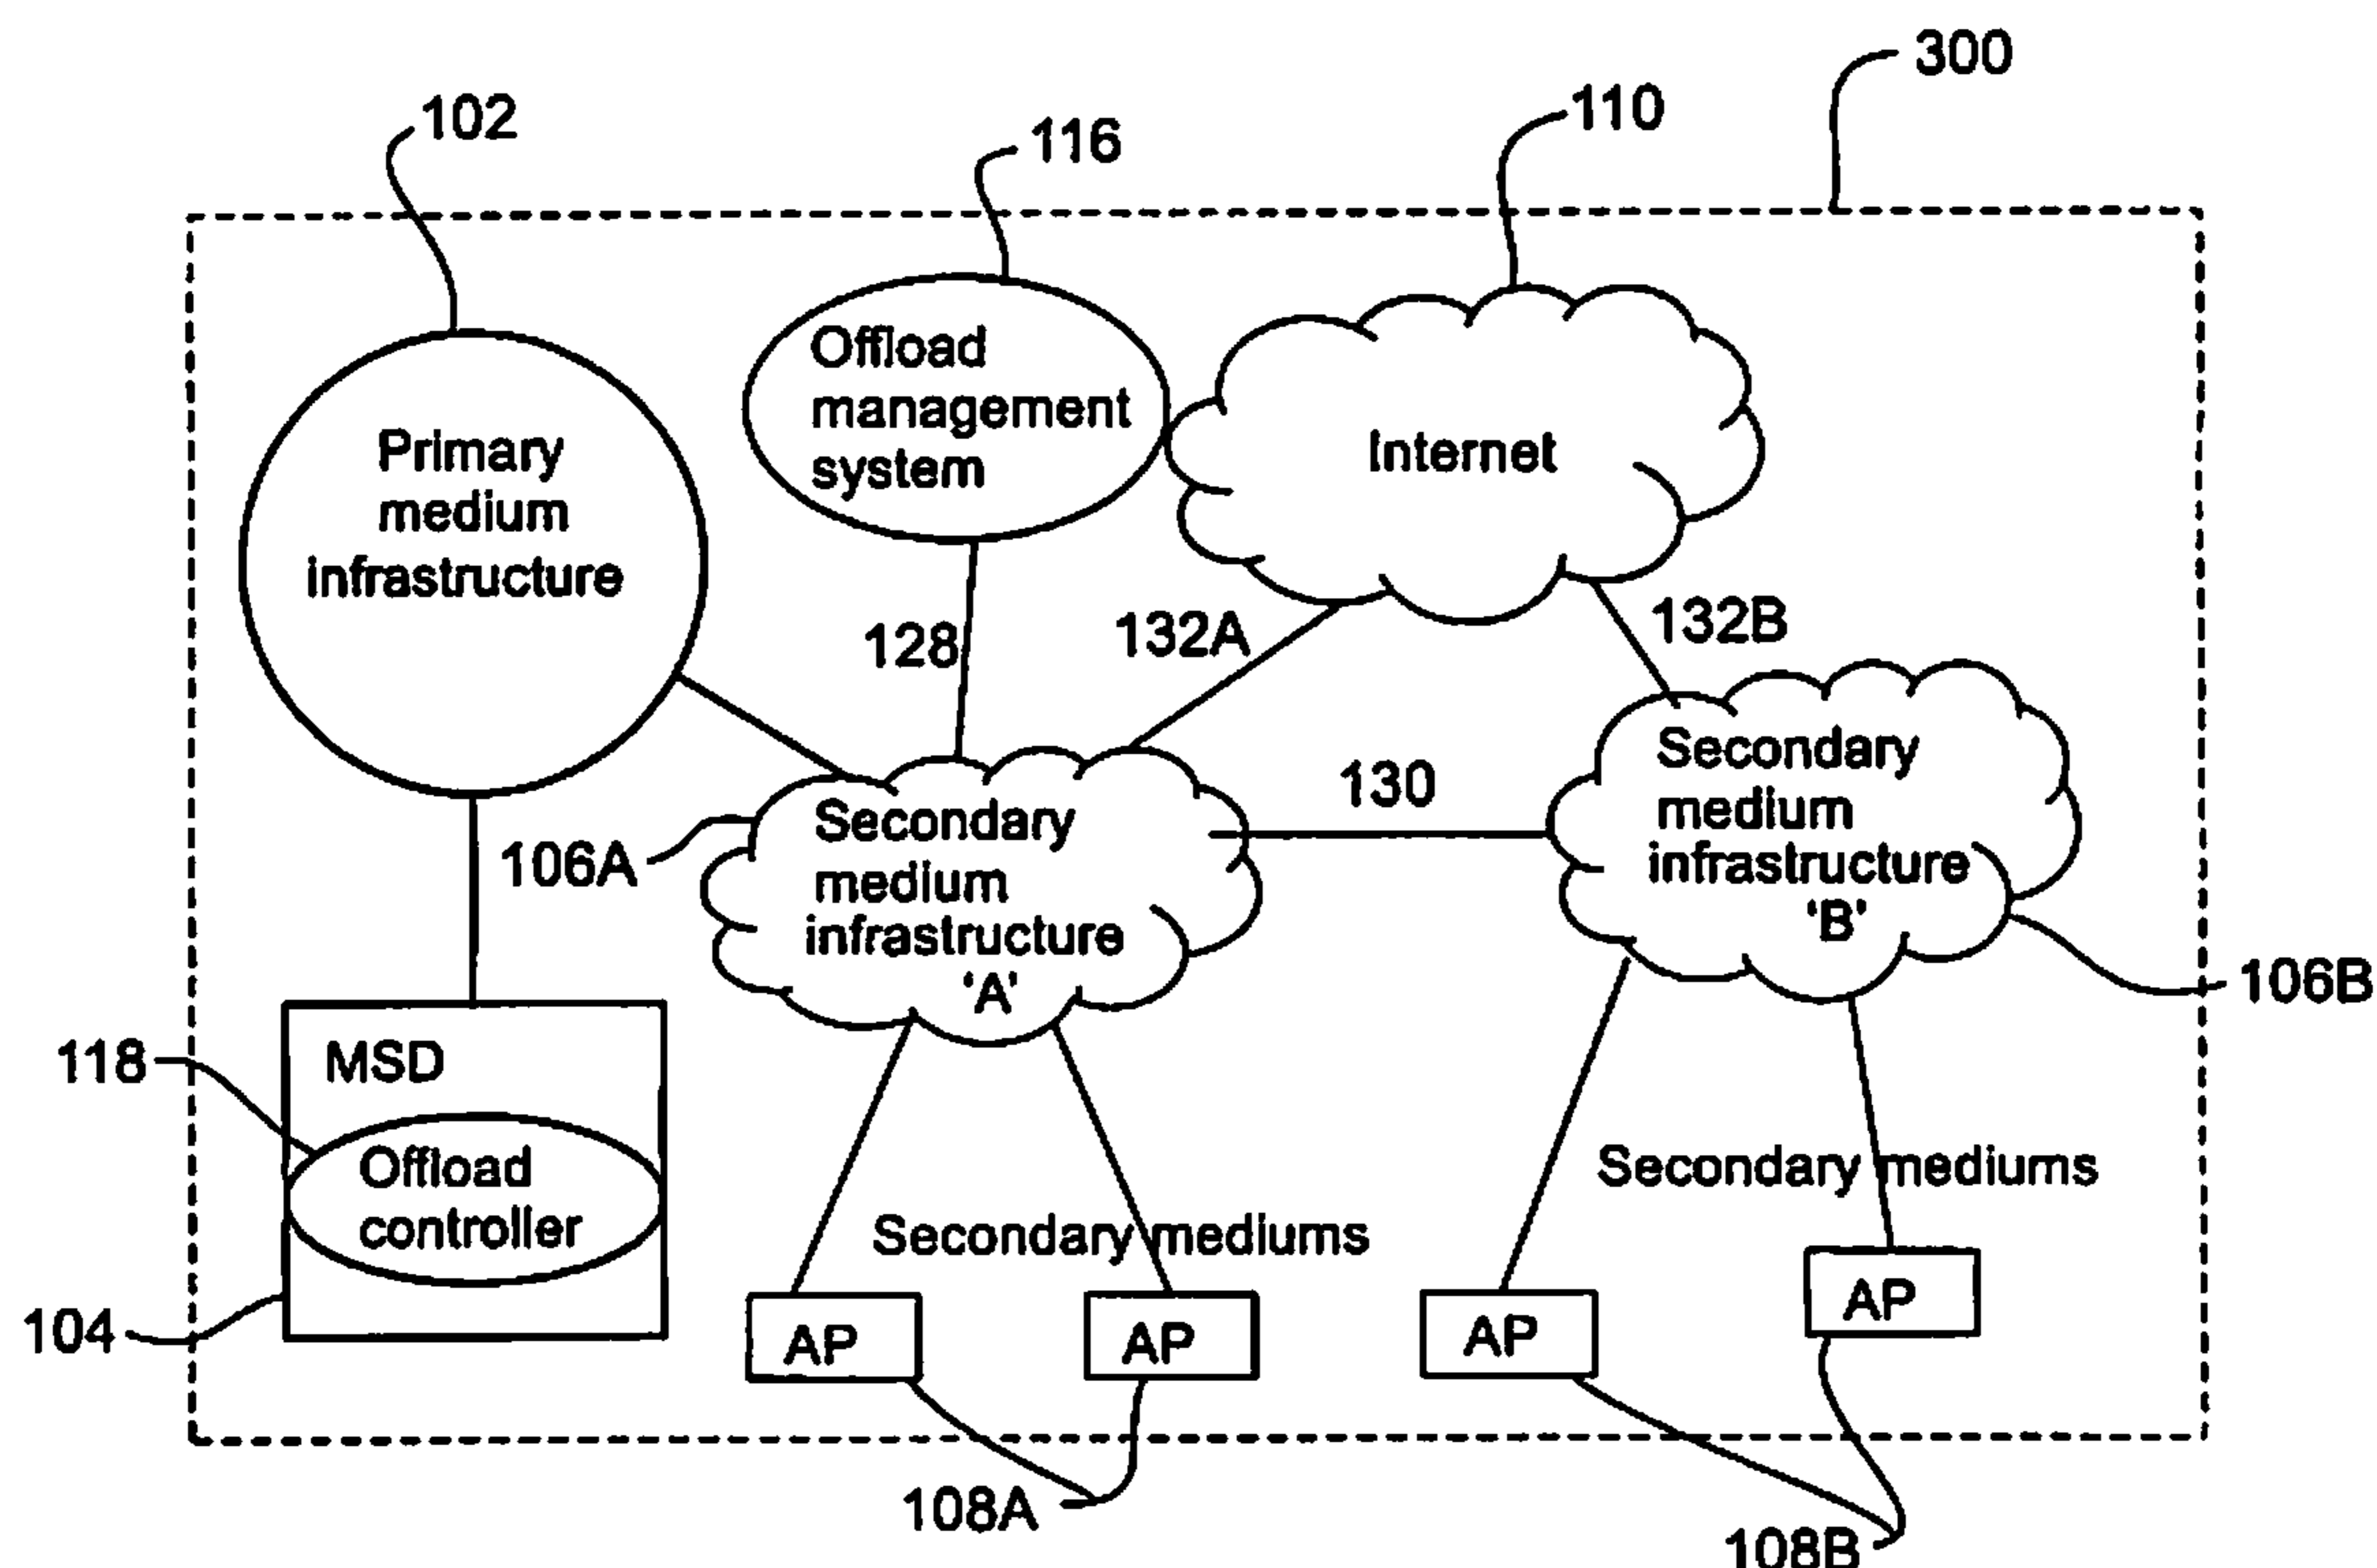 300
102
116
110
Offload
management
system
Primary
medium
infrastructure
Internet
128
132A
132B
106A
Secondary
medium
infrastructure
'A'
130
Secondary
medium
infrastructure
'B'
106B
118
MSD
Offload
controller
104
Secondary mediums
Secondary mediums
AP
AP
AP
AP
108A
108B